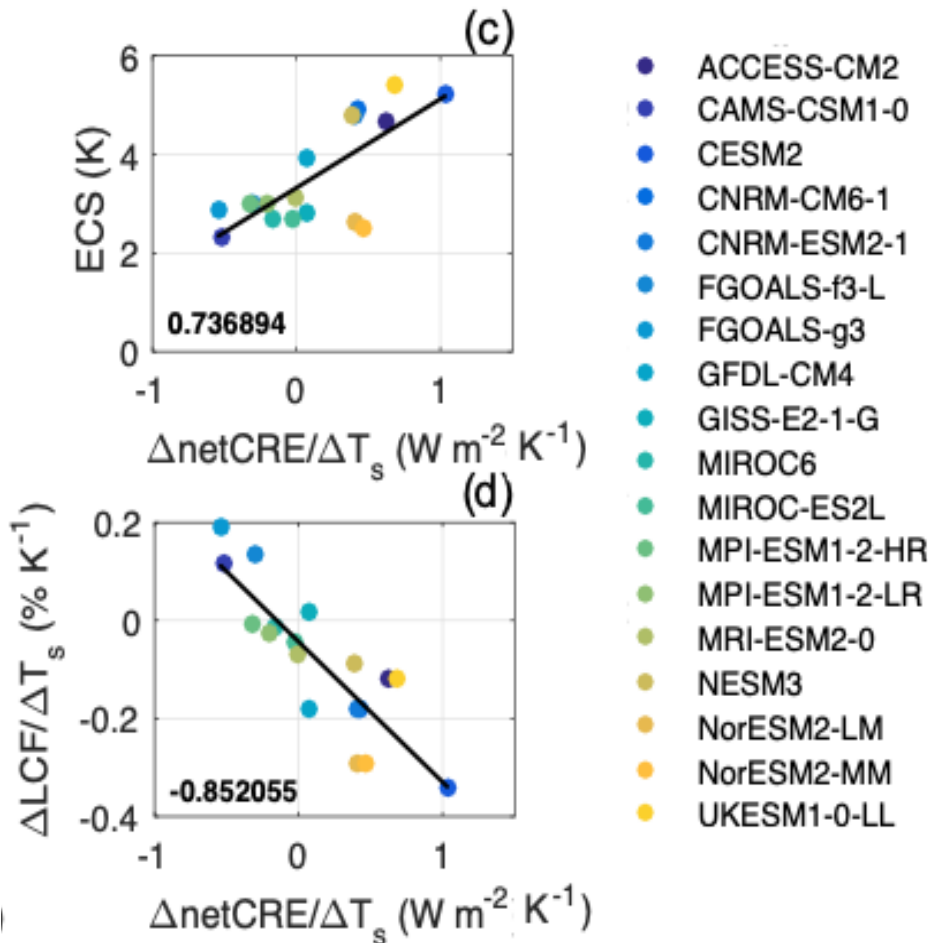 (c)
6
4
2
0
ECS (K)
0.736894
-1 0 1
ΔnetCRE/ΔT_s (W m⁻² K⁻¹)
(d)
0.2
0
-0.2
-0.4
ΔLCF/ΔT_s (% K⁻¹)
-0.852055
-1 0 1
ΔnetCRE/ΔT_s (W m⁻² K⁻¹)
ACCESS-CM2
CAMS-CSM1-0
CESM2
CNRM-CM6-1
CNRM-ESM2-1
FGOALS-f3-L
FGOALS-g3
GFDL-CM4
GISS-E2-1-G
MIROC6
MIROC-ES2L
MPI-ESM1-2-HR
MPI-ESM1-2-LR
MRI-ESM2-0
NESM3
NorESM2-LM
NorESM2-MM
UKESM1-0-LL